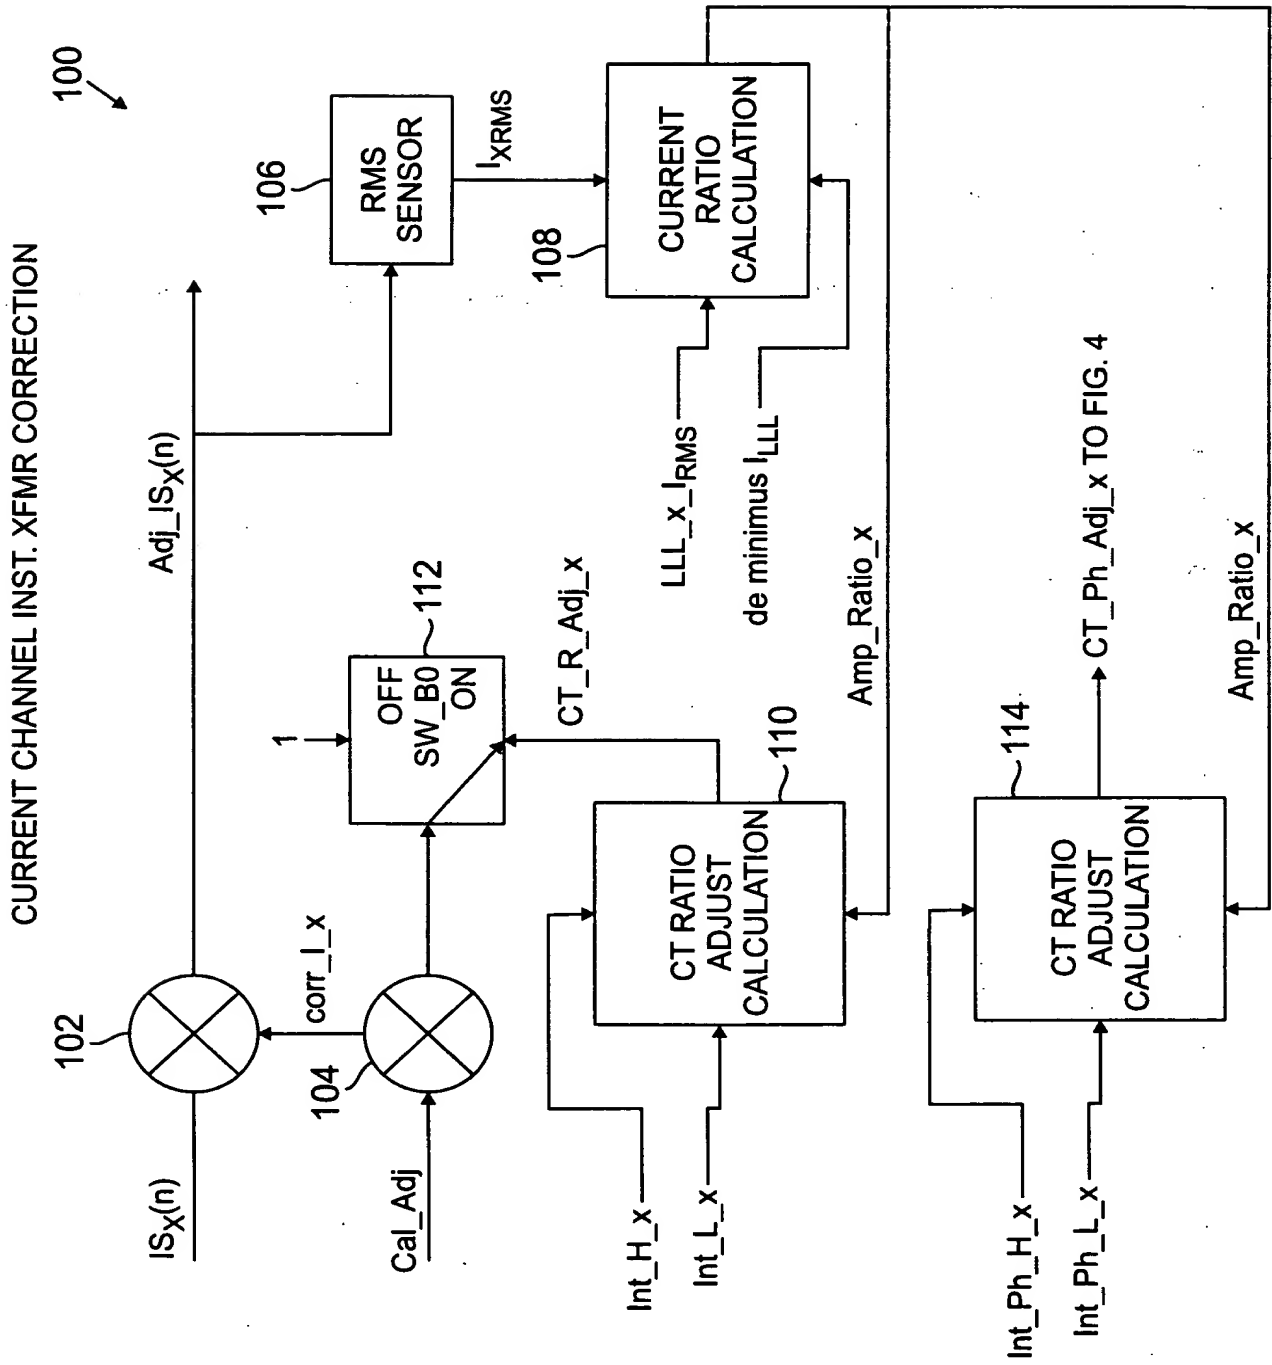 CURRENT CHANNEL INST. XFMR CORRECTION
100
IS_X(n)
102
Adj_IS_X(n)
corr_I_x
104
Cal_Adj
1
OFF
SW_B0
ON
112
CT_R_Adj_x
106
RMS
SENSOR
I_XRMS
108
CURRENT
RATIO
CALCULATION
LLL_x_I_RMS
de minimus I_LLL
Int_H_x
Int_L_x
CT RATIO
ADJUST
CALCULATION
110
Amp_Ratio_x
Int_Ph_H_x
Int_Ph_L_x
CT RATIO
ADJUST
CALCULATION
114
CT_Ph_Adj_x TO FIG. 4
Amp_Ratio_x